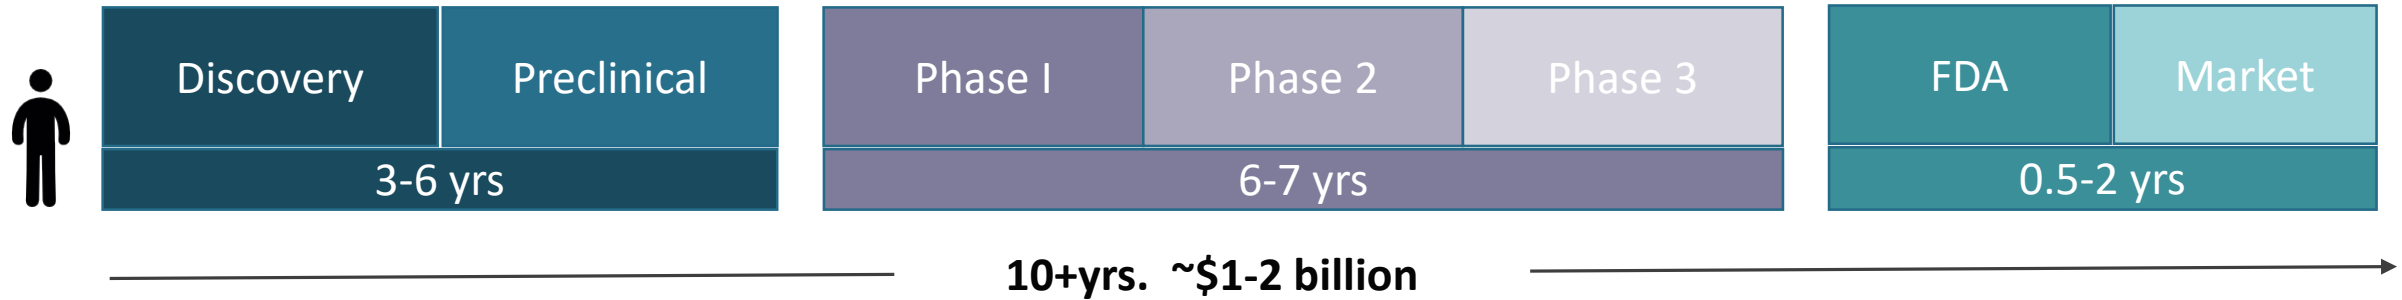 Discovery Preclinical Phase I Phase 2 Phase 3 FDA Market
3-6 yrs 6-7 yrs 0.5-2 yrs
10+yrs. ~$1-2 billion